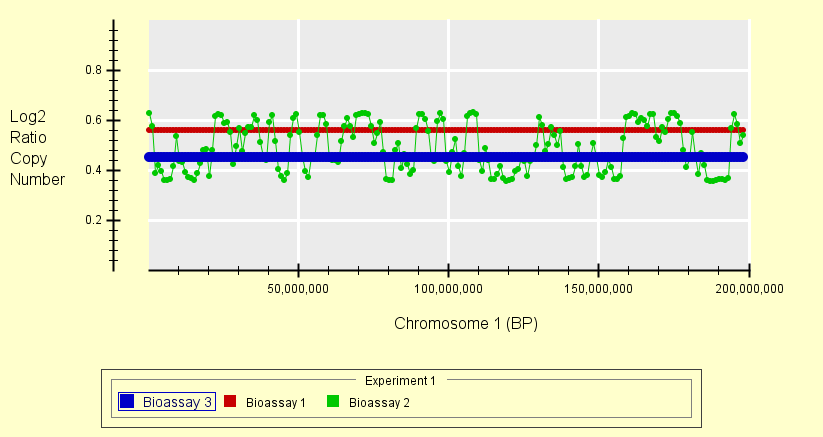 0.8
0.6
0.4
0.2
Log2
Ratio
Copy
Number
50,000,000 100,000,000 150,000,000 200,000,000
Chromosome 1 (BP)
Experiment 1
Bioassay 3 Bioassay 1 Bioassay 2